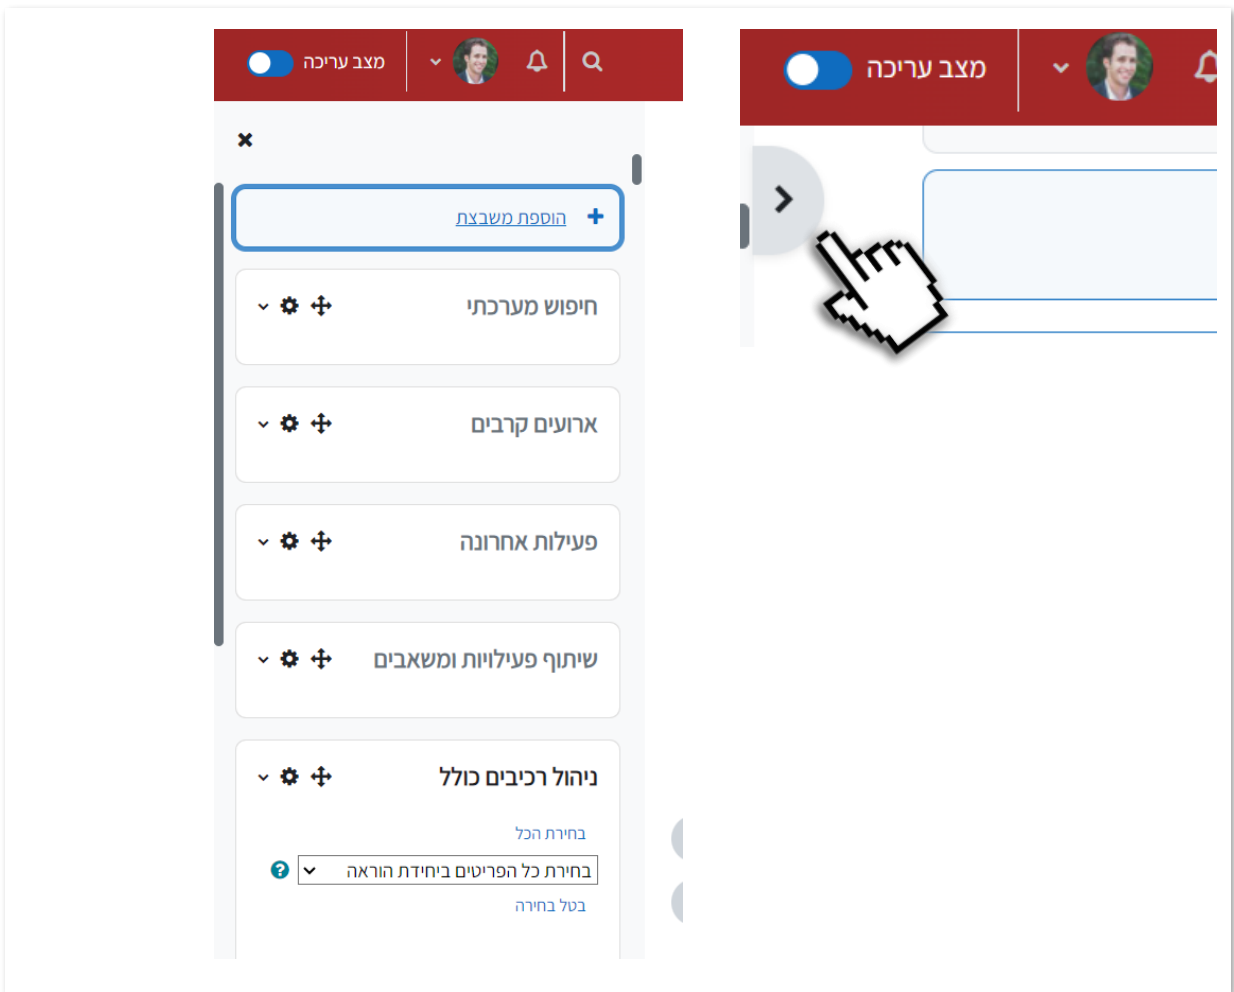 מצב עריכה
הוספת משבצת
חיפוש מערכתי
ארועים קרבים
פעילות אחרונה
שיתוף פעילויות ומשאבים
ניהול רכיבים כולל
בחירת הכל
בחירת כל הפריטים ביחידת הוראה
בטל בחירה
מצב עריכה